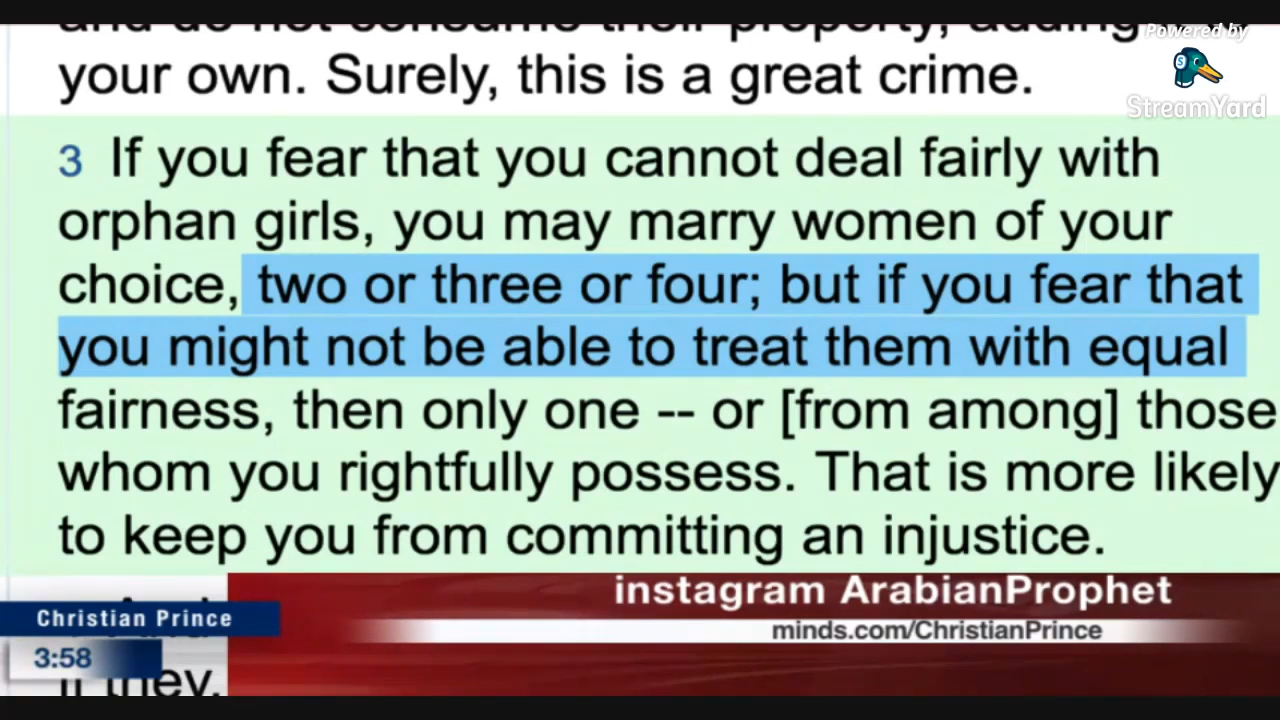 your own. Surely, this is a great crime.
Powered by
StreamYard
3 If you fear that you cannot deal fairly with
orphan girls, you may marry women of your
choice, two or three or four; but if you fear that
you might not be able to treat them with equal
fairness, then only one -- or [from among] those
whom you rightfully possess. That is more likely
to keep you from committing an injustice.
instagram ArabianProphet
Christian Prince
minds.com/ChristianPrince
3:58
if they,